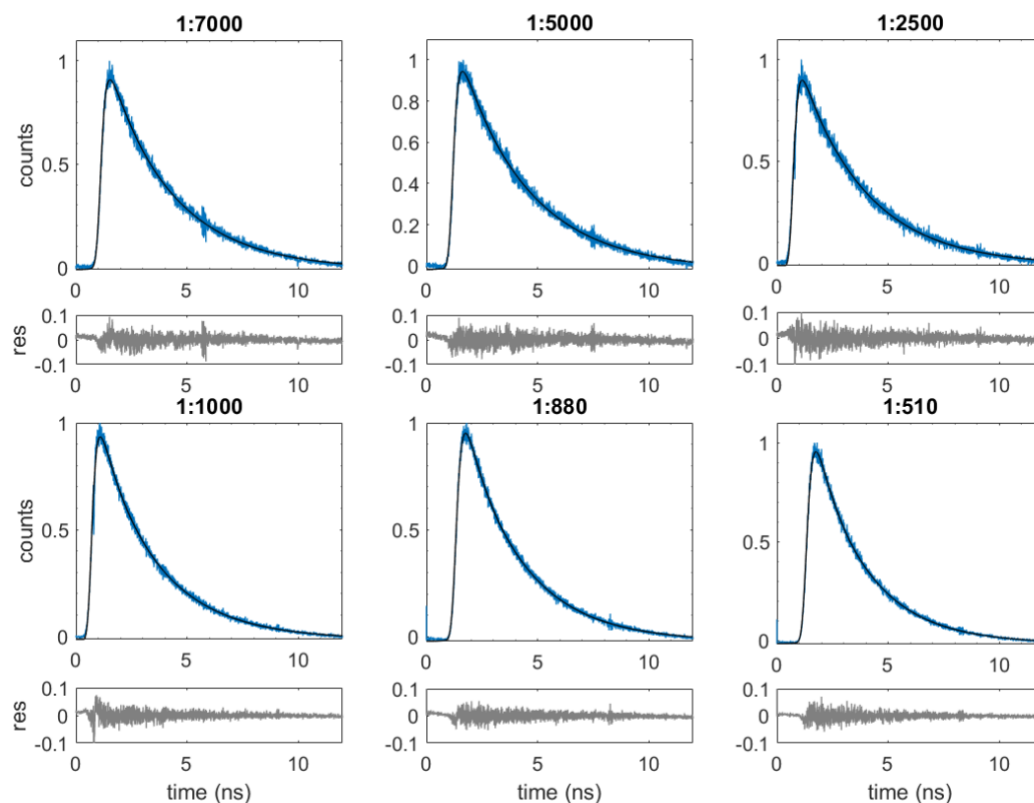 1:7000 1:5000 1:2500
1 1 1
0.8
counts 0.5 0.6 0.5
0.4
0.2
0 0 0
0 5 10 0 5 10 0 5 10
0.1 0.1 0.1
res 0 0 0
-0.1 -0.1 -0.1
0 5 10 0 5 10 0 5 10
1:1000 1:880 1:510
1 1 1
counts 0.5 0.5 0.5
0 0 0
0 5 10 0 5 10 0 5 10
0.1 0.1 0.1
res 0 0 0
-0.1 -0.1 -0.1
0 5 10 0 5 10 0 5 10
time (ns) time (ns) time (ns)